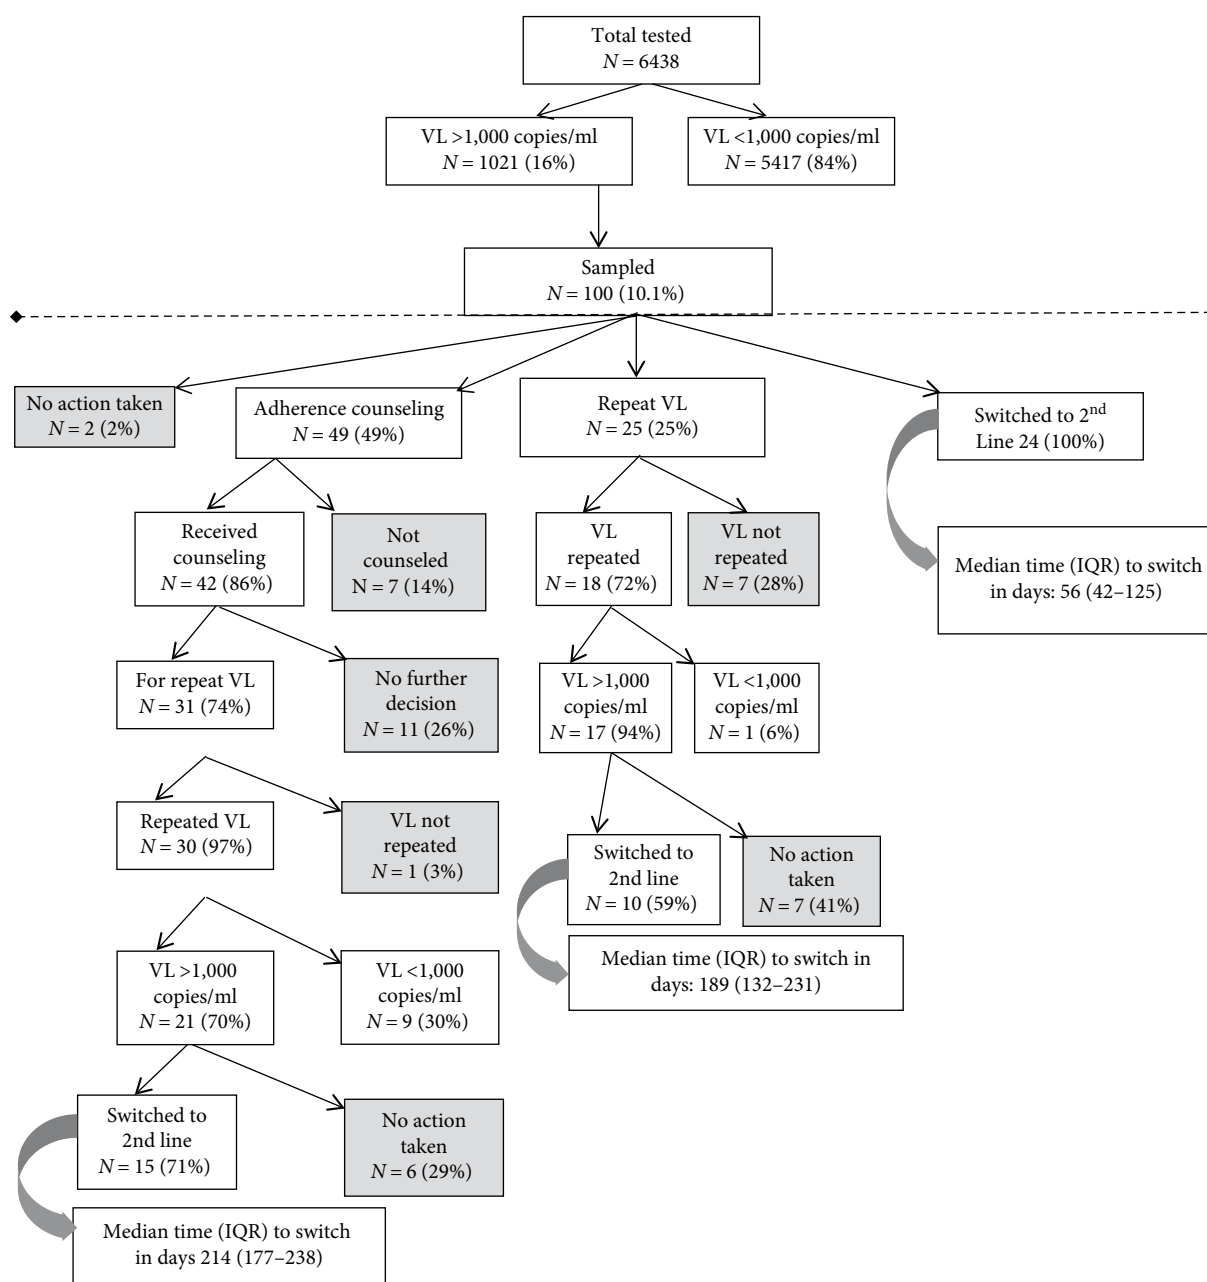 Total tested
N = 6438
VL >1,000 copies/ml
N = 1021 (16%)
VL <1,000 copies/ml
N = 5417 (84%)
Sampled
N = 100 (10.1%)
No action taken
N = 2 (2%)
Adherence counseling
N = 49 (49%)
Repeat VL
N = 25 (25%)
Switched to 2nd
Line 24 (100%)
Received
counseling
N = 42 (86%)
Not
counseled
N = 7 (14%)
VL
repeated
N = 18 (72%)
VL not
repeated
N = 7 (28%)
Median time (IQR) to switch
in days: 56 (42–125)
For repeat VL
N = 31 (74%)
No further
decision
N = 11 (26%)
VL >1,000
copies/ml
N = 17 (94%)
VL <1,000
copies/ml
N = 1 (6%)
Repeated VL
N = 30 (97%)
VL not
repeated
N = 1 (3%)
Switched to
2nd line
N = 10 (59%)
No action
taken
N = 7 (41%)
VL >1,000
copies/ml
N = 21 (70%)
VL <1,000
copies/ml
N = 9 (30%)
Median time (IQR) to switch in
days: 189 (132–231)
Switched to
2nd line
N = 15 (71%)
No action
taken
N = 6 (29%)
Median time (IQR) to switch
in days 214 (177–238)